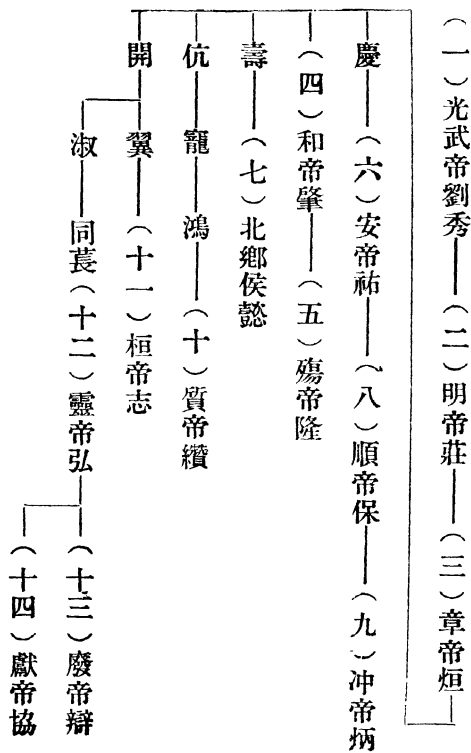 （一）光武帝劉秀——（二）明帝莊——（三）章帝烜
慶——（六）安帝祐——（八）順帝保——（九）冲帝炳
（四）和帝肇——（五）殤帝隆
壽——（七）北鄉侯懿
伉——寵——鴻——（十）質帝纘
開
翼——（十一）桓帝志
淑——同萇（十二）靈帝弘
（十三）廢帝辯
（十四）獻帝協